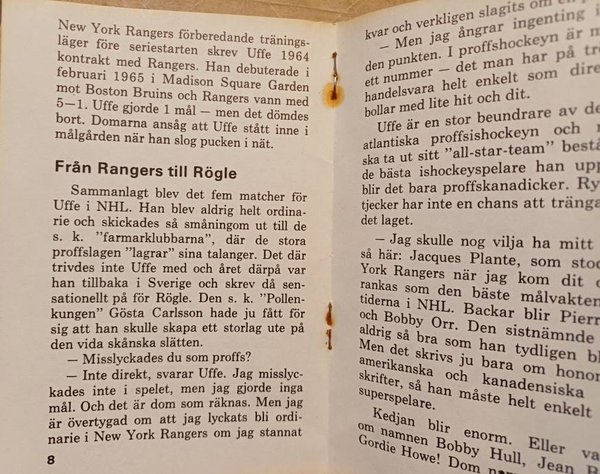 New York Rangers förberedande tränings-
läger före seriestarten skrev Uffe 1964
kontrakt med Rangers. Han debuterade i
februari 1965 i Madison Square Garden
mot Boston Bruins och Rangers vann med
5—1. Uffe gjorde 1 mål — men det dömdes
bort. Domarna ansåg att Uffe stått inne i
målgården när han slog pucken i nät.
Från Rangers till Rögle
Sammanlagt blev det fem matcher för
Uffe i NHL. Han blev aldrig helt ordina-
rie och skickades så småningom ut till de
s. k. ”farmarklubbarna”, där de stora
proffslagen ”lagrar” sina talanger. Det där
trivdes inte Uffe med och året därpå var
han tillbaka i Sverige och skrev då sen-
sationellt på för Rögle. Den s. k. ”Pollen-
kungen” Gösta Carlsson hade ju fått för
sig att han skulle skapa ett storlag ute på
den vida skånska slätten.
— Misslyckades du som proffs?
— Inte direkt, svarar Uffe. Jag misslyc-
kades inte i spelet, men jag gjorde inga
mål. Och det är dom som räknas. Men jag
är övertygad om att jag lyckats bli ordi-
narie i New York Rangers om jag stannat
8
kvar och verkligen slagits om en
— Men jag ångrar ingenting i
den punkten. I proffshockeyn är m
ett nummer — det man har på
handelsvara helt enkelt som
bollar med lite hit och dit.
Uffe är en stor beundrare av de
atlantiska proffsishockeyn och
ska ta ut sitt ”all-star-team” bestå
de bästa ishockeyspelare han
blir det bara proffskanadicker. Ry
tjecker har inte en chans att tränga
det laget.
— Jag skulle nog vilja ha mitt
så här: Jacques Plante, som
York Rangers när jag kom dit
rankas som den bäste målvakten
tiderna i NHL. Backar blir
och Bobby Orr. Den sistnämnde
aldrig så bra som han tydligen
Men det skrivs ju bara om
amerikanska och kanadensiska
skrifter, så han måste helt enkelt
superspelare.
Kedjan blir enorm. Eller
om namnen Bobby Hull, Jean
Gordie Howe! Dom